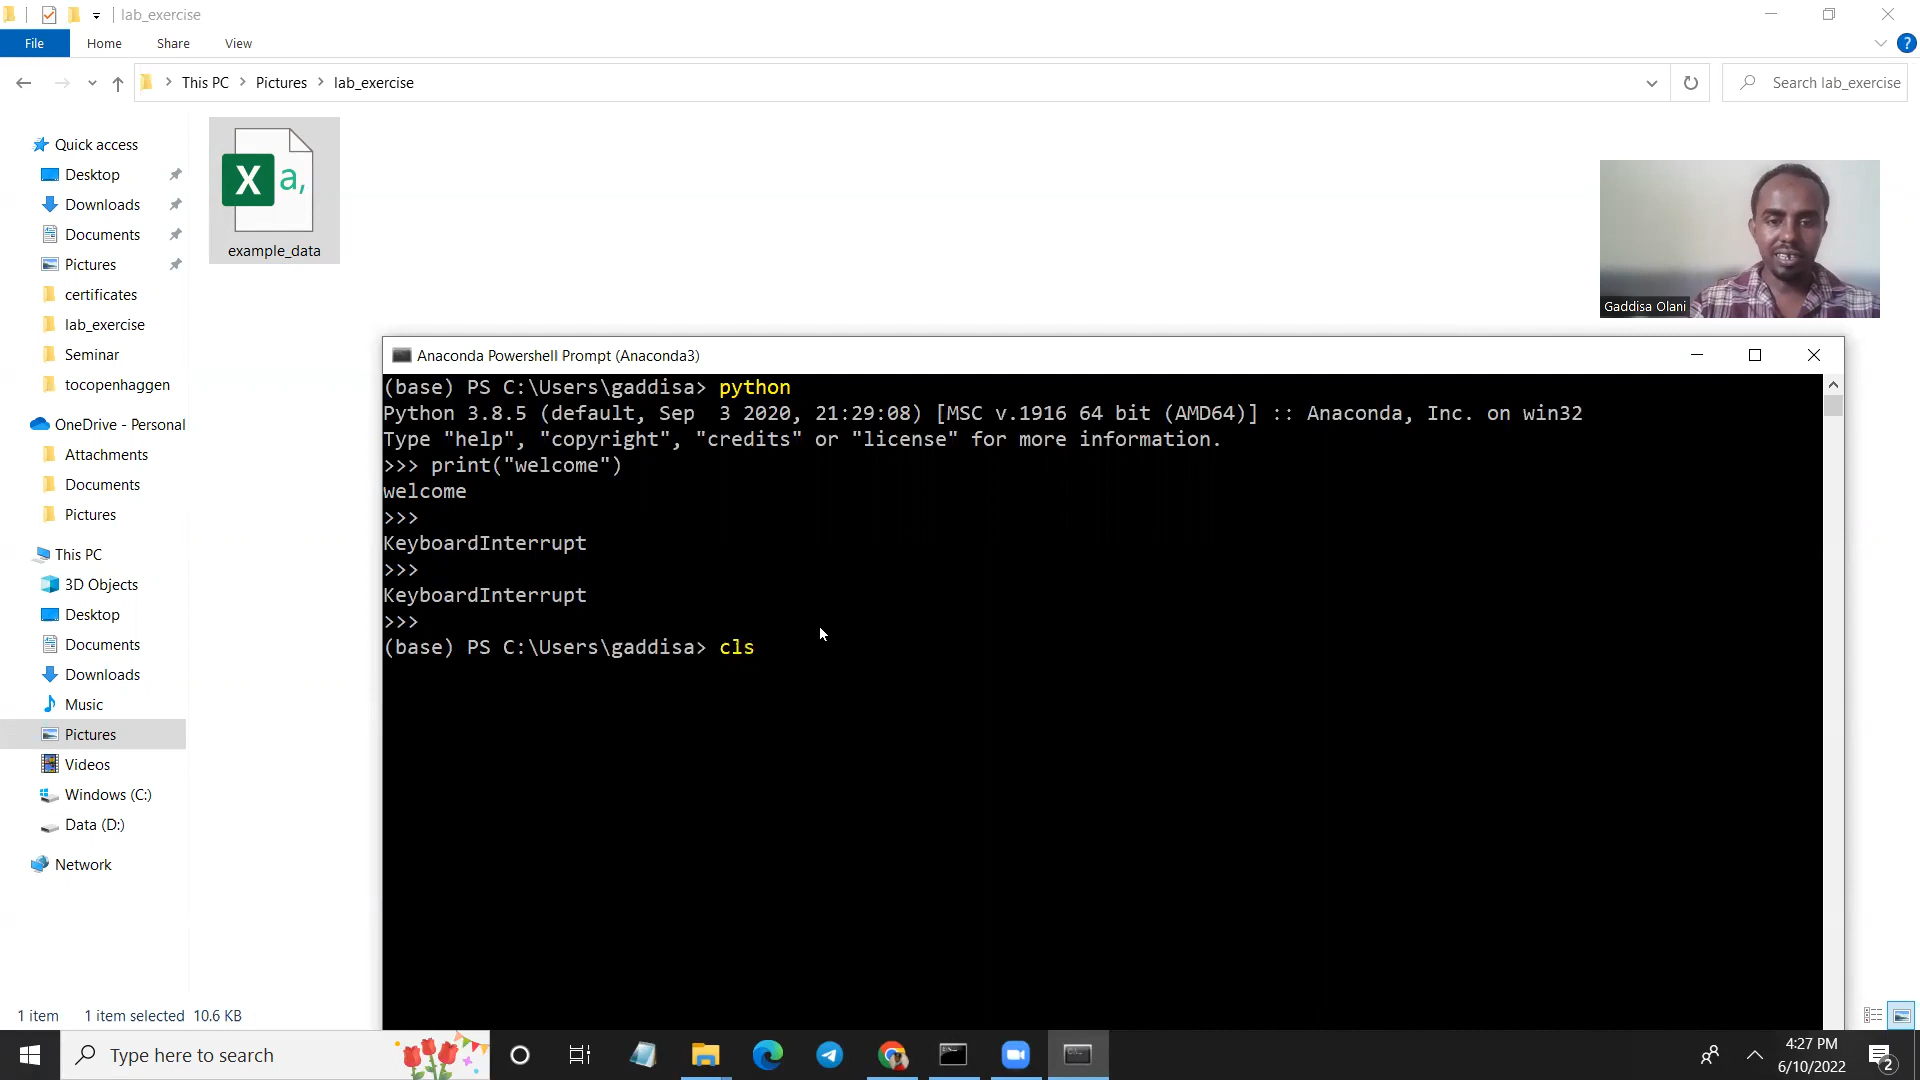 lab_exercise
File Home Share View
This PC Pictures lab_exercise
Search lab_exercise
Quick access
Desktop
Downloads
Documents
Pictures
certificates
lab_exercise
Seminar
tocopenhaggen
OneDrive - Personal
Attachments
Documents
Pictures
This PC
3D Objects
Desktop
Documents
Downloads
Music
Pictures
Videos
Windows (C:)
Data (D:)
Network
X a,
example_data
Gaddisa Olani
Anaconda Powershell Prompt (Anaconda3)
(base) PS C:\Users\gaddisa> python
Python 3.8.5 (default, Sep  3 2020, 21:29:08) [MSC v.1916 64 bit (AMD64)] :: Anaconda, Inc. on win32
Type "help", "copyright", "credits" or "license" for more information.
>>> print("welcome")
welcome
>>>
KeyboardInterrupt
>>>
KeyboardInterrupt
>>>
(base) PS C:\Users\gaddisa> cls
1 item 1 item selected 10.6 KB
Type here to search
4:27 PM
6/10/2022
2